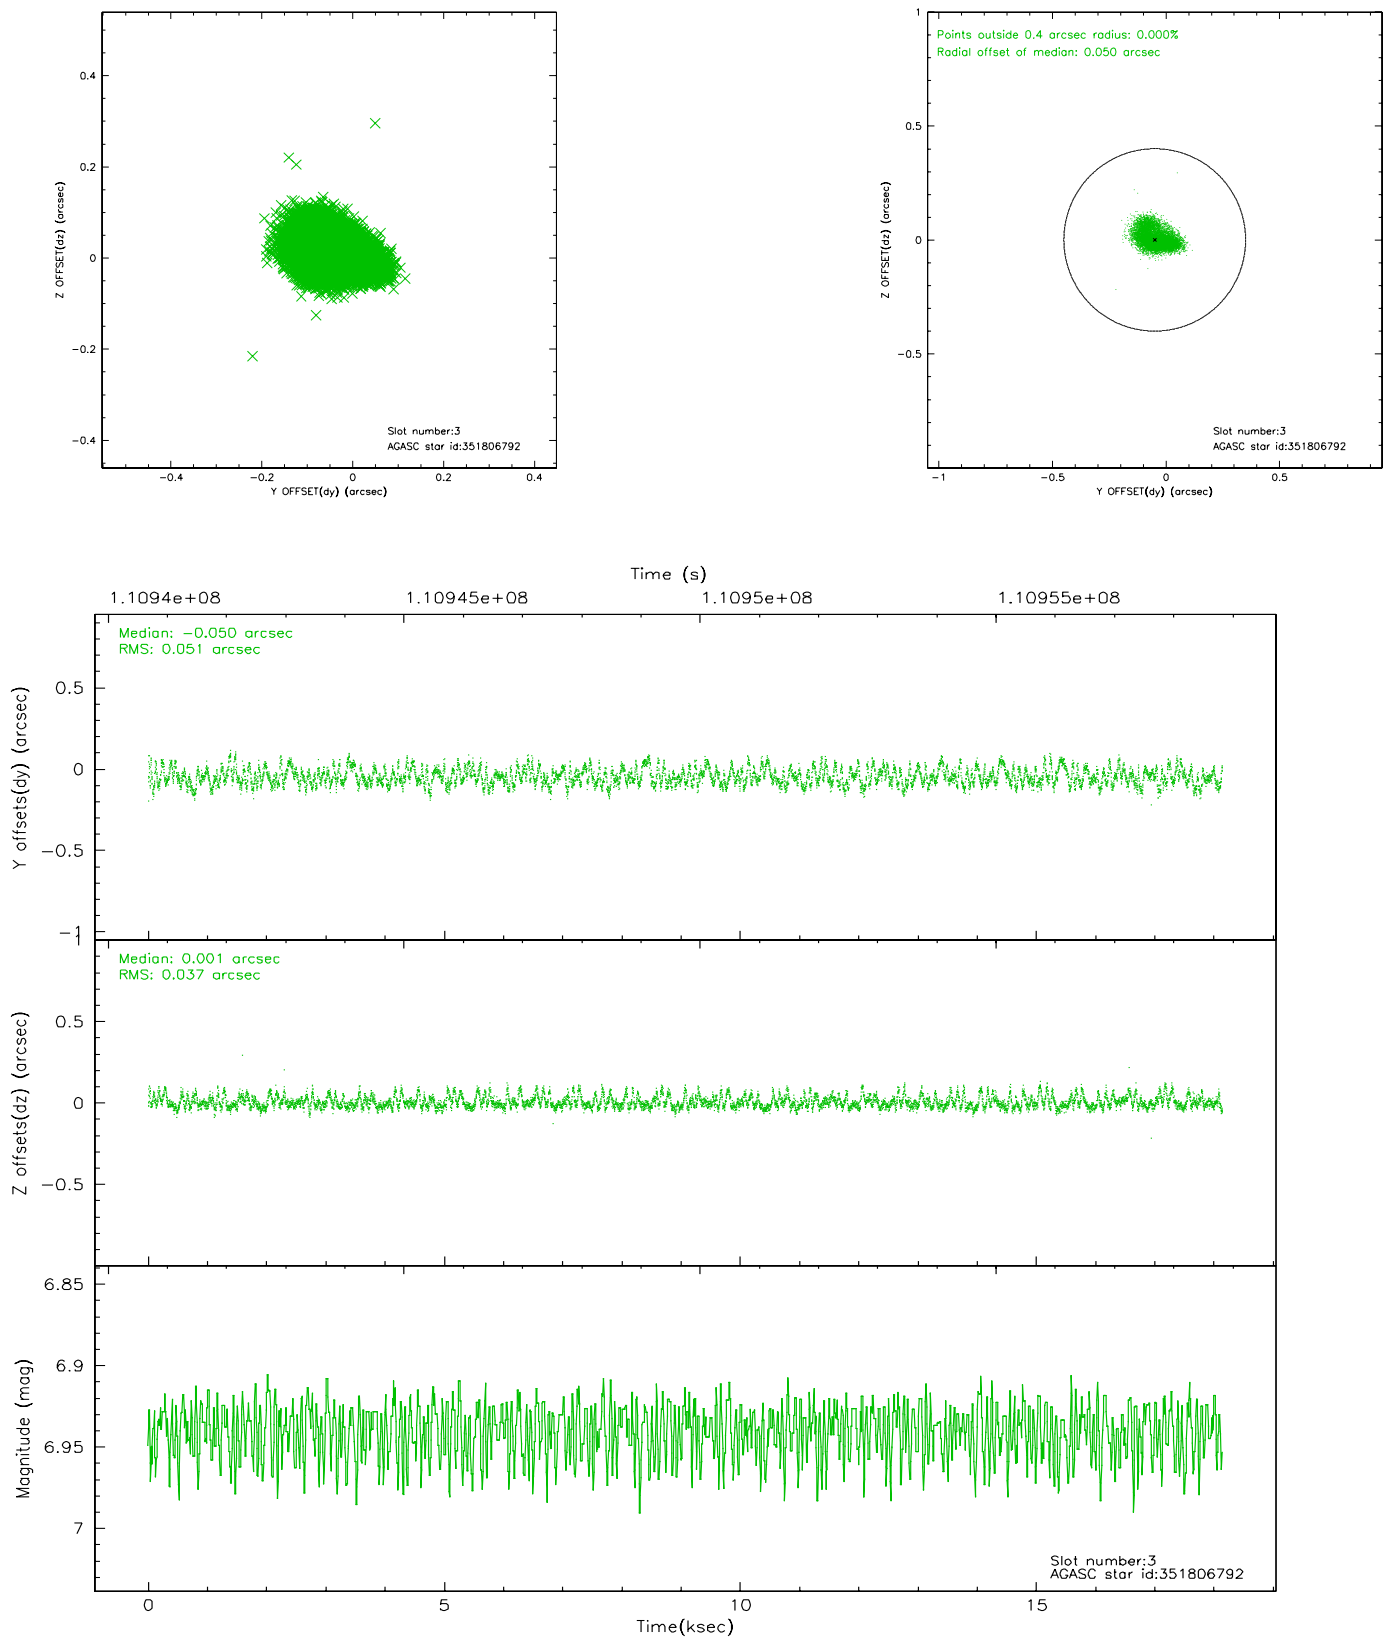 0.4
0.2
0
−0.2
−0.4
Z OFFSET(dz) (arcsec)
−0.4
−0.2
0
0.2
0.4
Y OFFSET(dy) (arcsec)
Slot number:3
AGASC star id:351806792
Points outside 0.4 arcsec radius: 0.000%
Radial offset of median: 0.050 arcsec
1
0.5
0
−0.5
Z OFFSET(dz) (arcsec)
−1
−0.5
0
0.5
Y OFFSET(dy) (arcsec)
Slot number:3
AGASC star id:351806792
Time (s)
1.1094e+08
1.10945e+08
1.1095e+08
1.10955e+08
Median: −0.050 arcsec
RMS: 0.051 arcsec
0.5
0
−0.5
−1
Y offsets(dy) (arcsec)
Median: 0.001 arcsec
RMS: 0.037 arcsec
1
0.5
0
−0.5
Z offsets(dz) (arcsec)
6.85
6.9
6.95
7
Magnitude (mag)
Slot number:3
AGASC star id:351806792
0
5
10
15
Time(ksec)